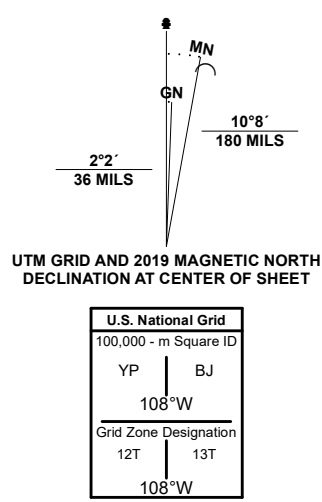 MN
GN
10°8´
180 MILS
2°2´
36 MILS
UTM GRID AND 2019 MAGNETIC NORTH
DECLINATION AT CENTER OF SHEET
U.S. National Grid
100,000 - m Square ID
YP BJ
108°W
Grid Zone Designation
12T 13T
108°W